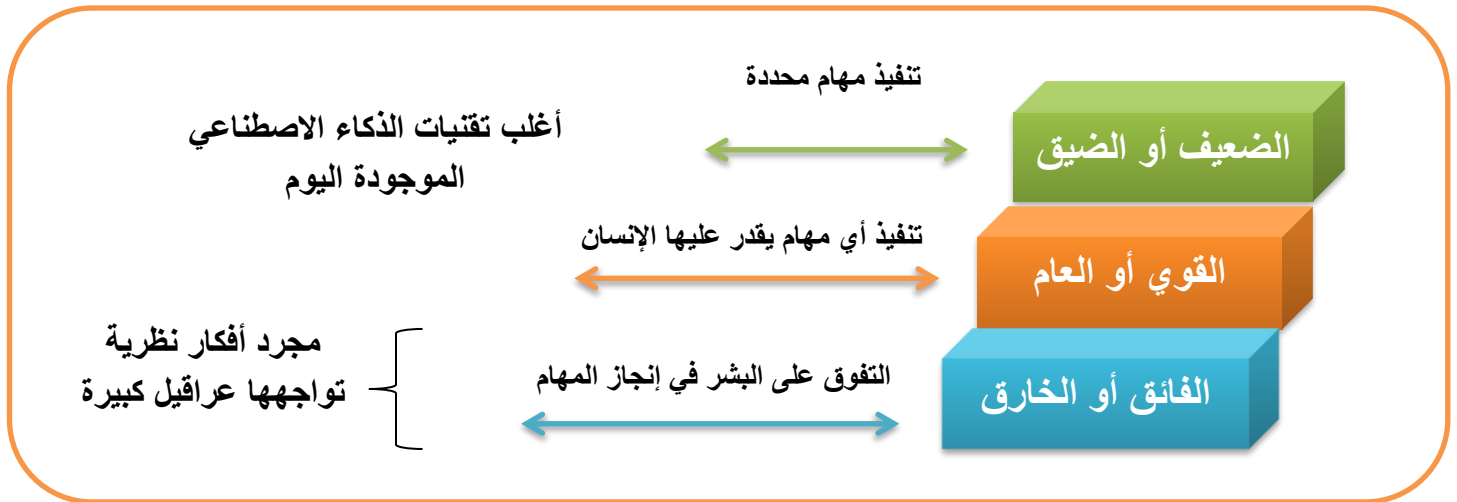 الضعيف أو الضيق
تنفيذ مهام محددة
أغلب تقنيات الذكاء الاصطناعي
الموجودة اليوم
القوي أو العام
تنفيذ أي مهام يقدر عليها الإنسان
الفائق أو الخارق
التفوق على البشر في إنجاز المهام
مجرد أفكار نظرية
تواجهها عراقيل كبيرة